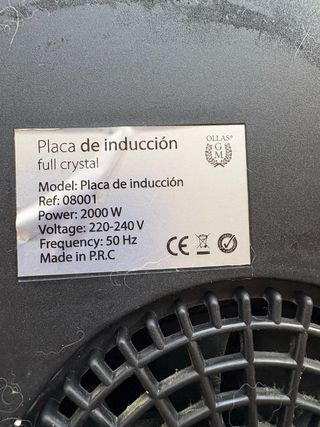 Placa de inducción
full crystal
OLLAS®
G
M
Model: Placa de inducción
Ref: 08001
Power: 2000 W
Voltage: 220-240 V
Frequency: 50 Hz
Made in P.R.C
CE